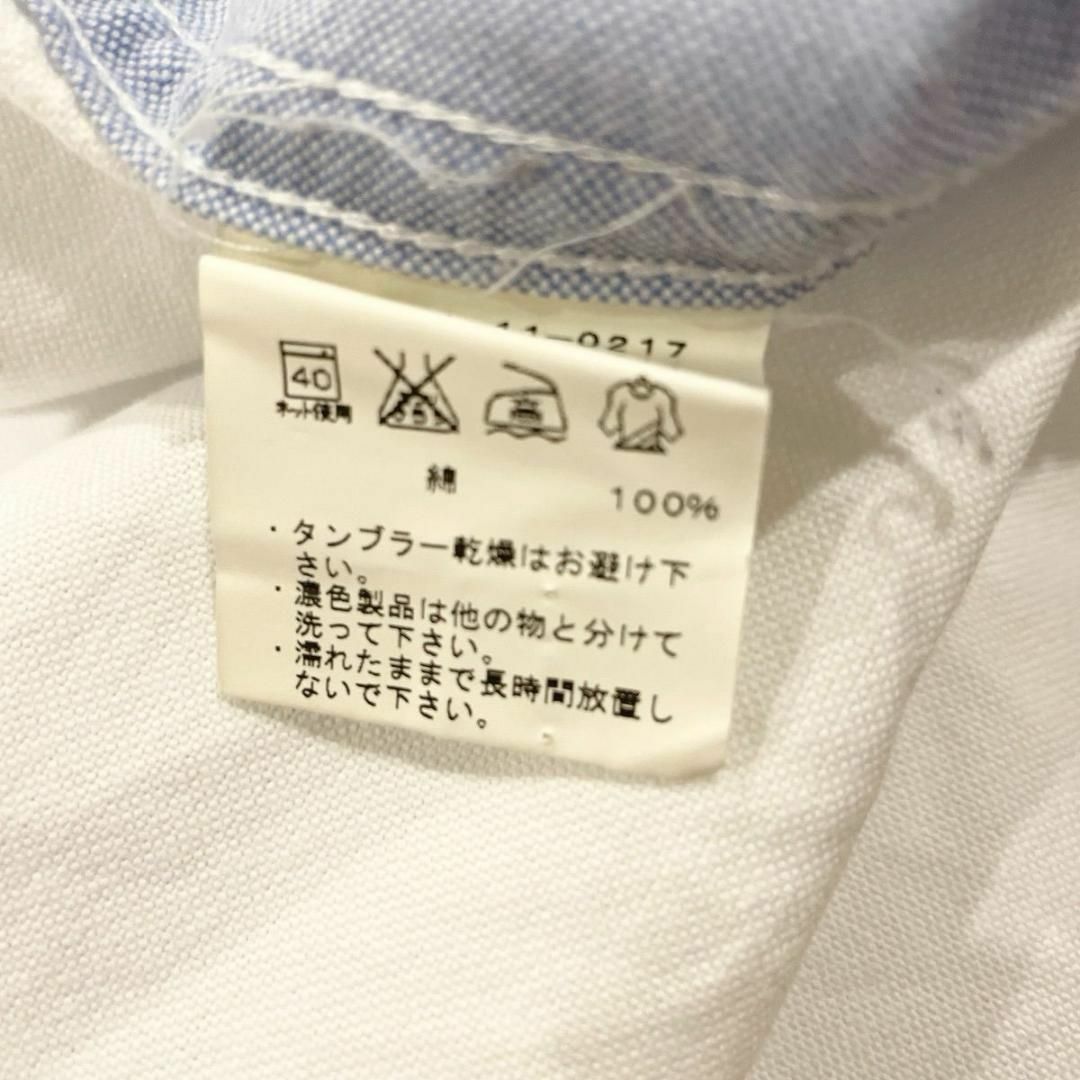 11-0217
40
ネット使用
高
綿 100%
・タンブラー乾燥はお避け下
さい。
・濃色製品は他の物と分けて
洗って下さい。
・濡れたままで長時間放置し
ないで下さい。